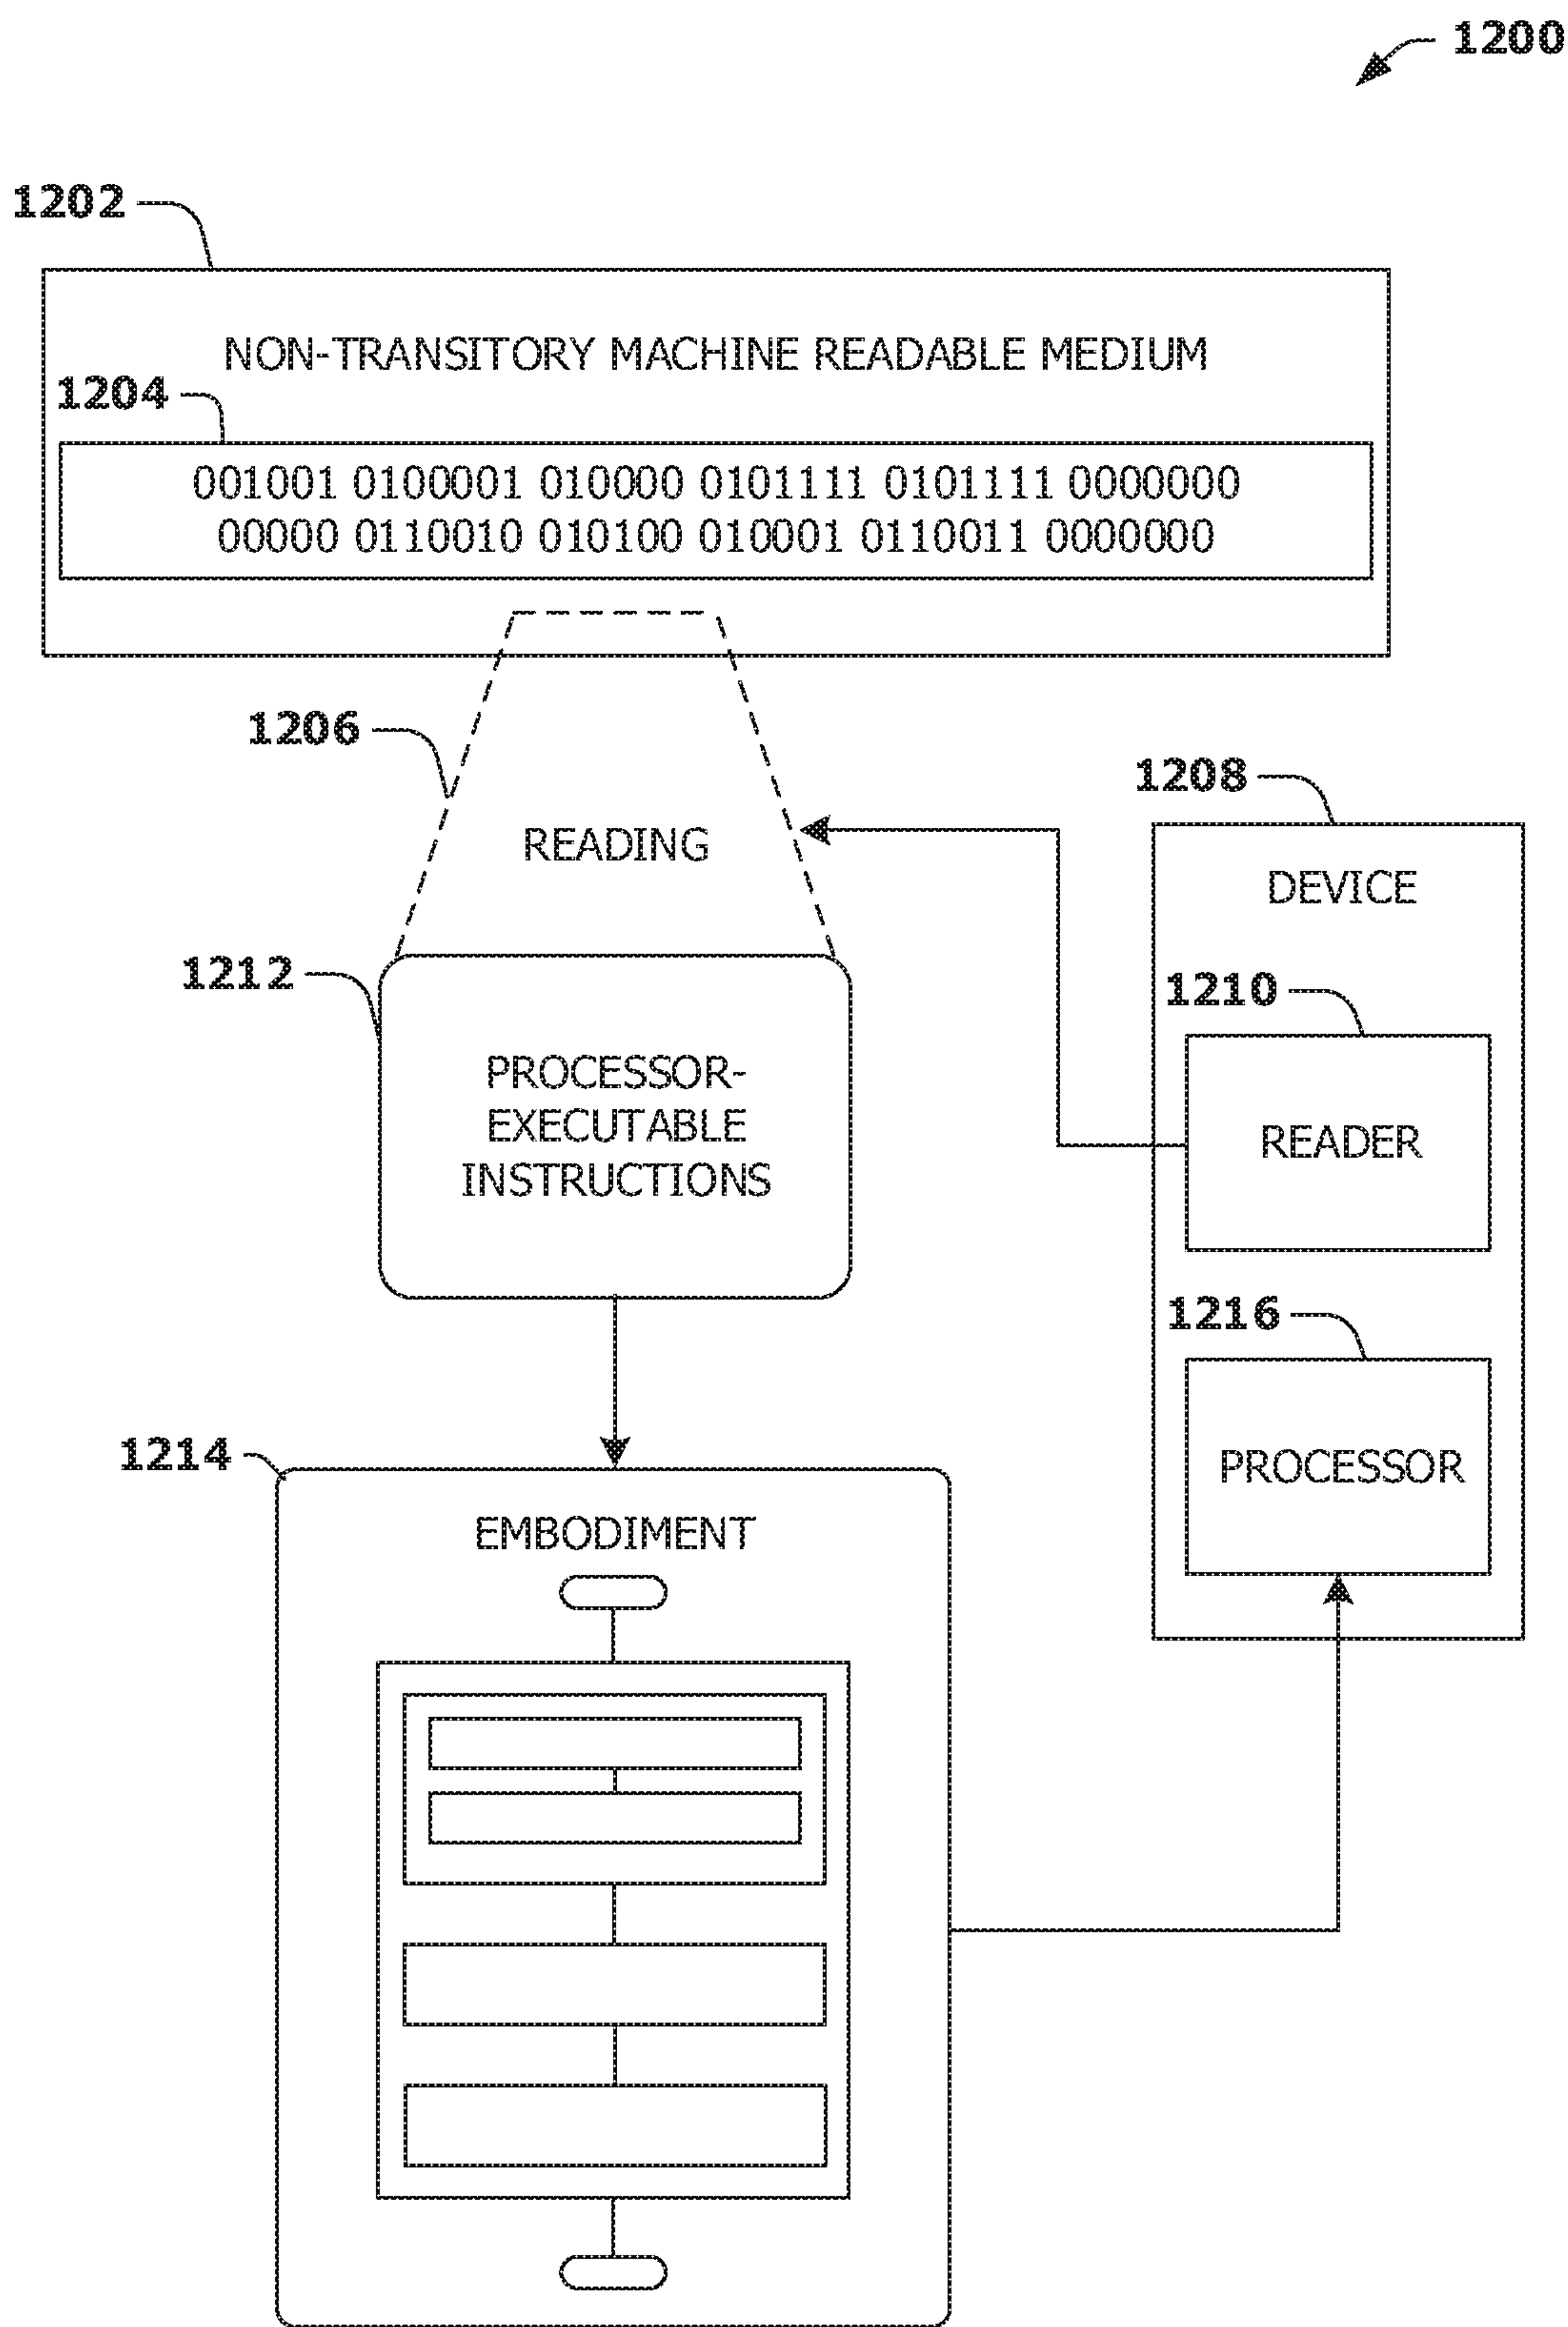 1200
1202
NON-TRANSITORY MACHINE READABLE MEDIUM
1204
001001 0100001 010000 0101111 0101111 0000000
00000 0110010 010100 010001 0110011 0000000
1206
READING
1208
DEVICE
1210
READER
1212
PROCESSOR-
EXECUTABLE
INSTRUCTIONS
1216
PROCESSOR
1214
EMBODIMENT